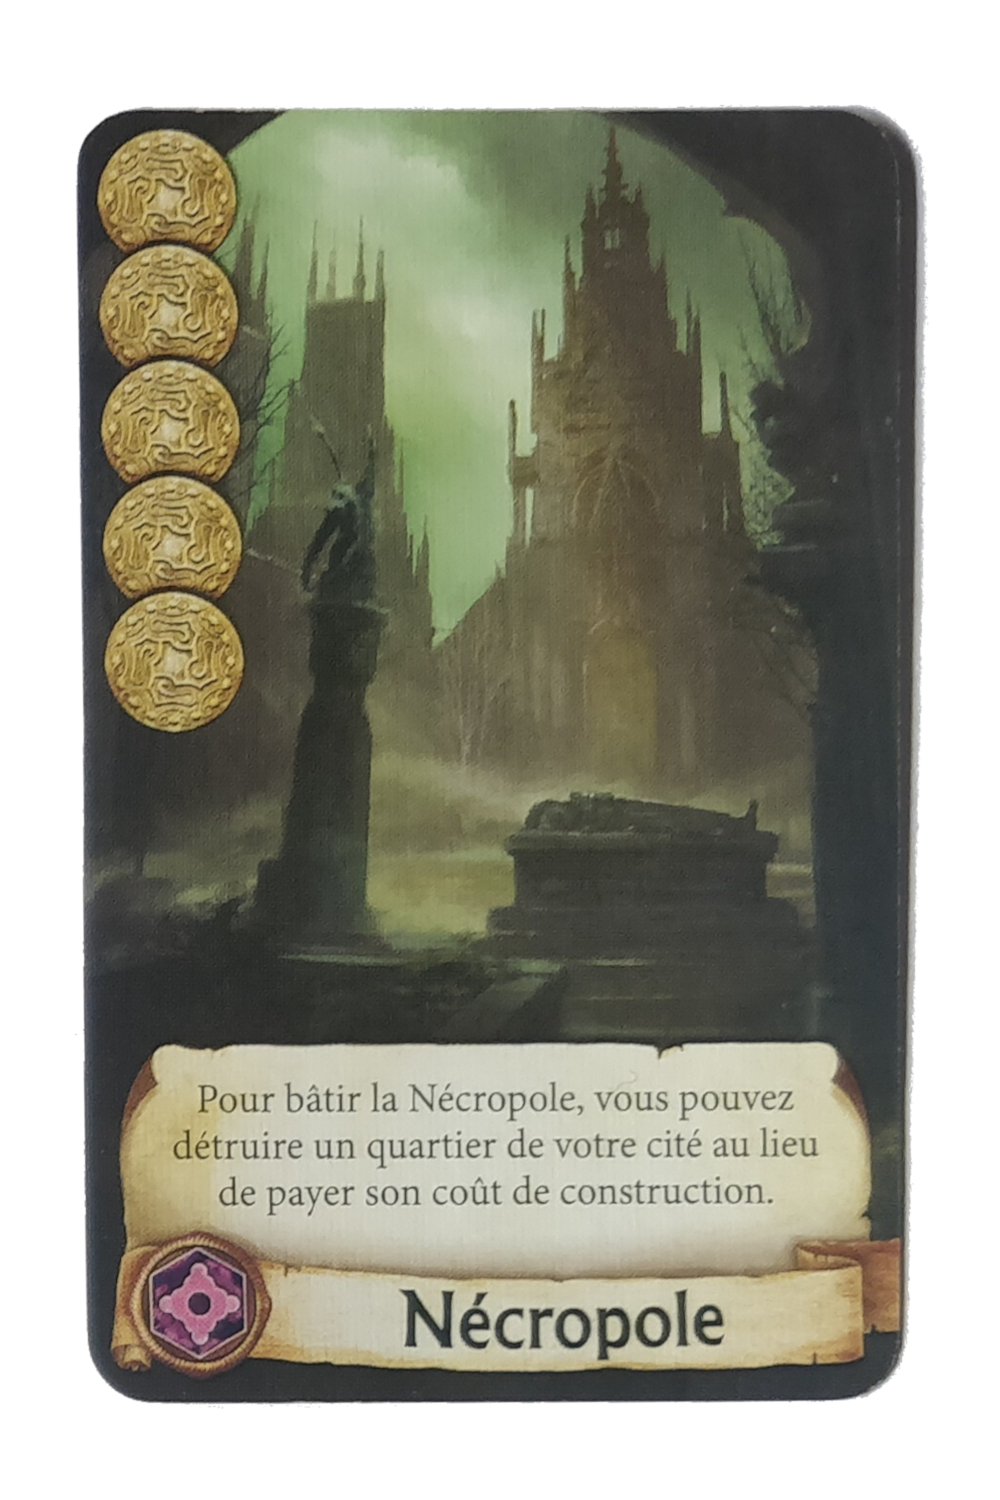 Pour bâtir la Nécropole, vous pouvez
détruire un quartier de votre cité au lieu
de payer son coût de construction.
Nécropole